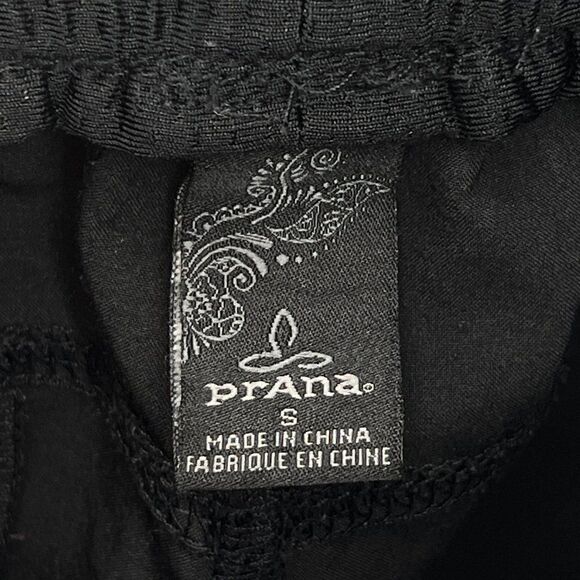 prAna®
S
MADE IN CHINA
FABRIQUE EN CHINE